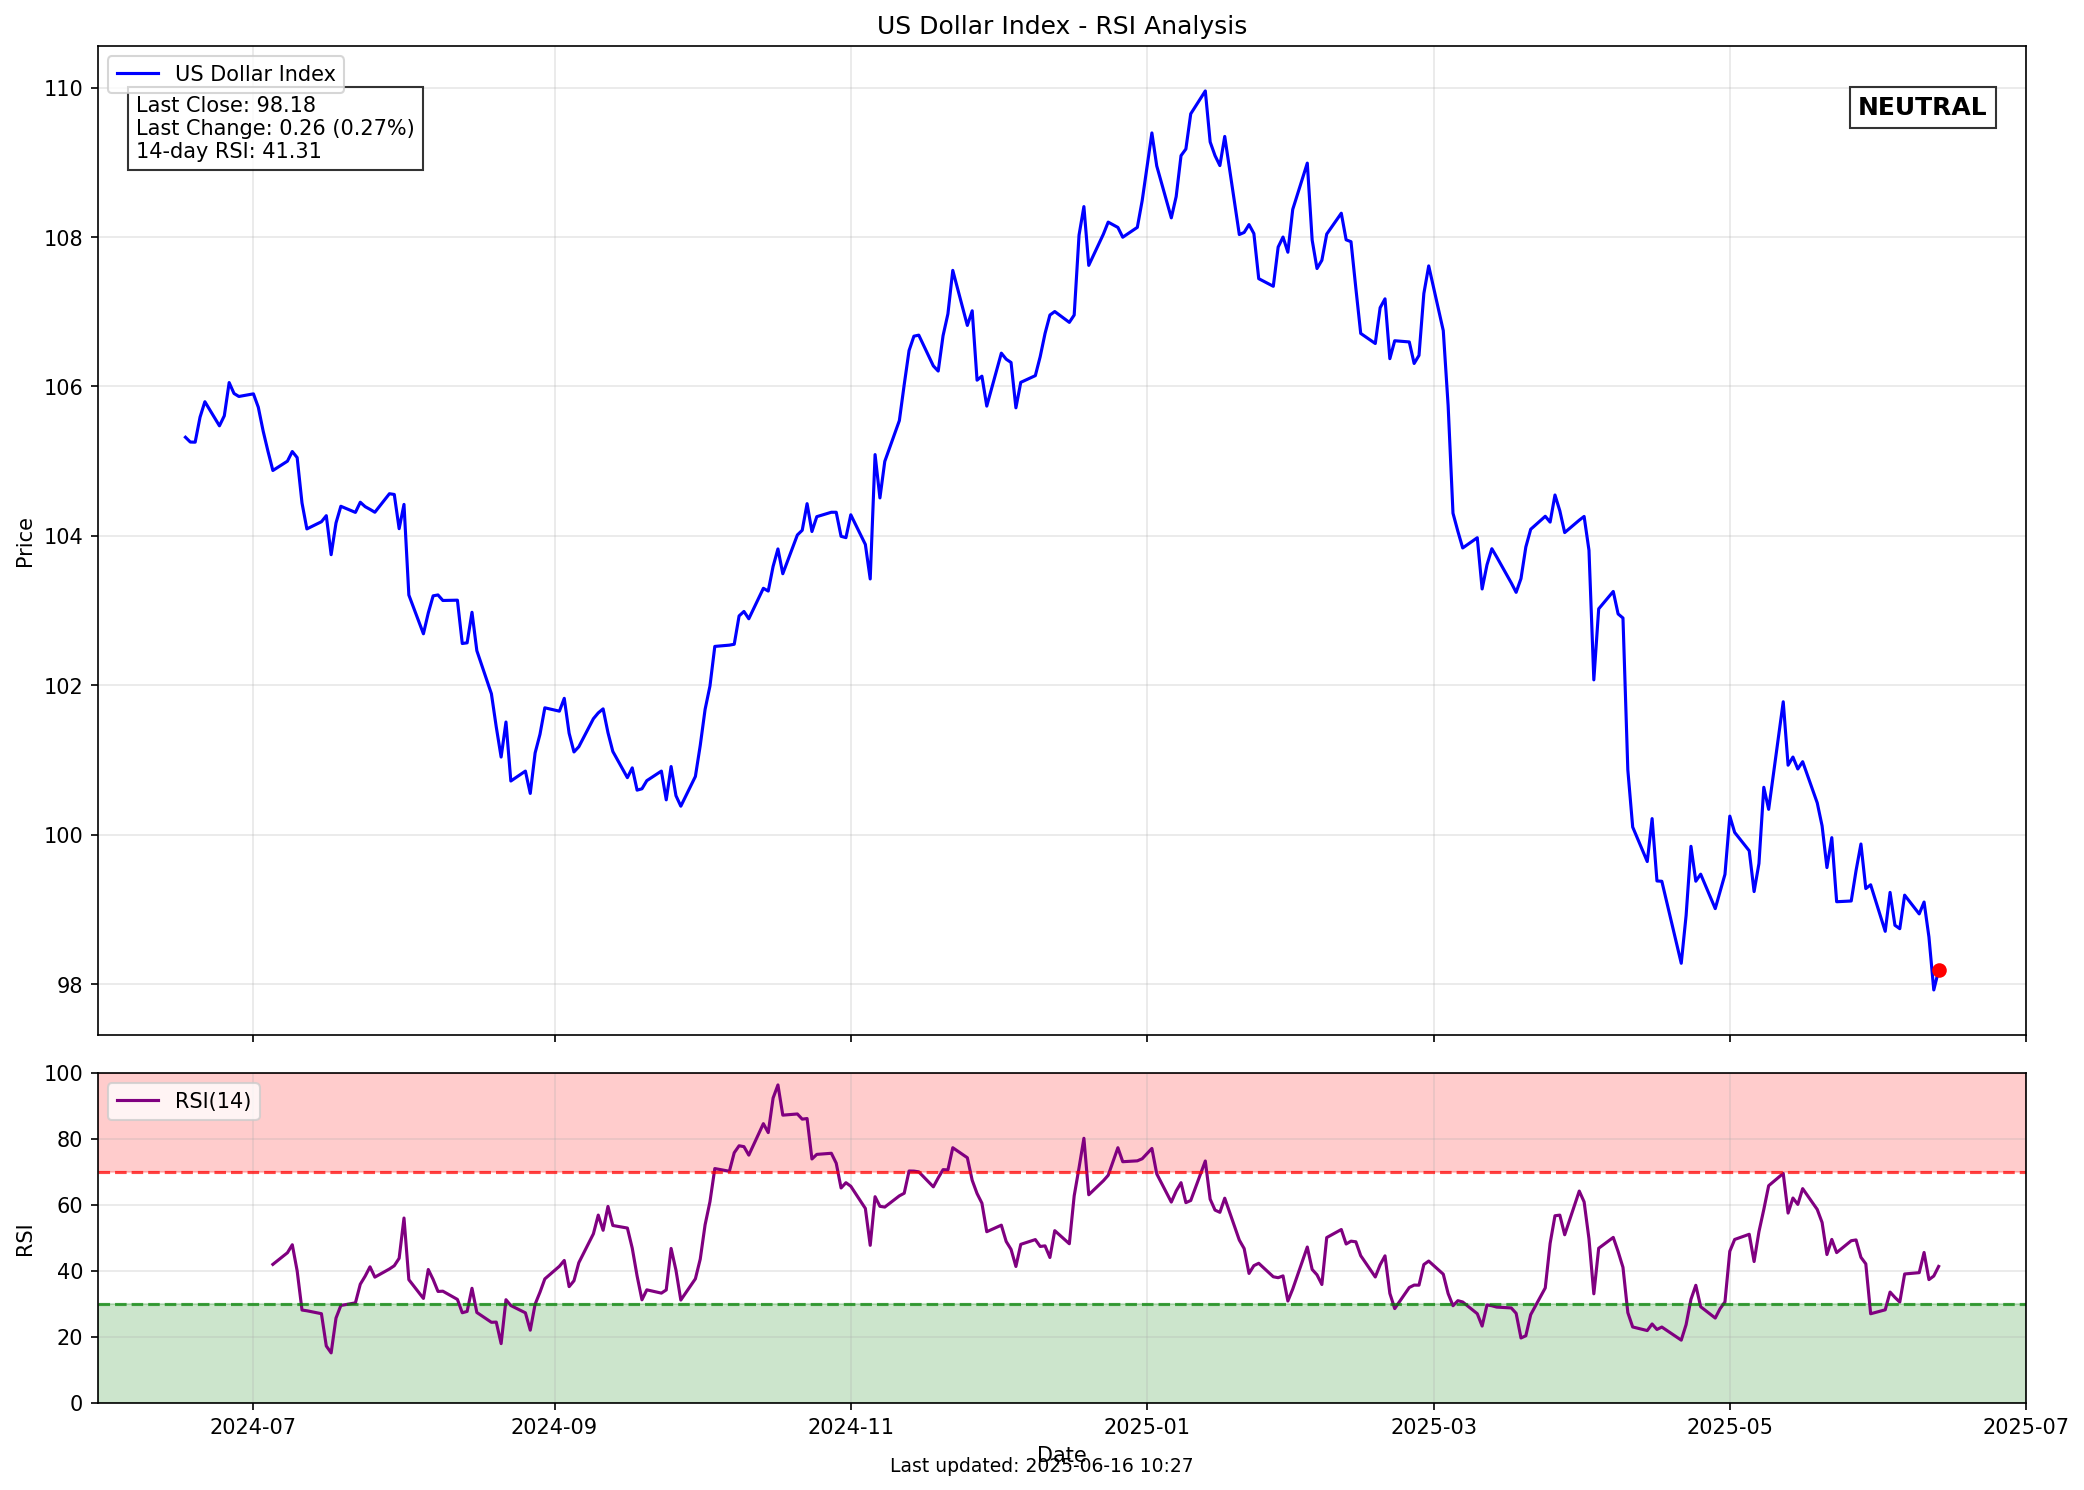 US Dollar Index - RSI Analysis
US Dollar Index
Last Close: 98.18
Last Change: 0.26 (0.27%)
14-day RSI: 41.31
NEUTRAL
110
108
106
104
102
100
98
Price
RSI(14)
100
80
60
40
20
0
RSI
2024-07
2024-09
2024-11
2025-01
2025-03
2025-05
2025-07
Date
Last updated: 2025-06-16 10:27